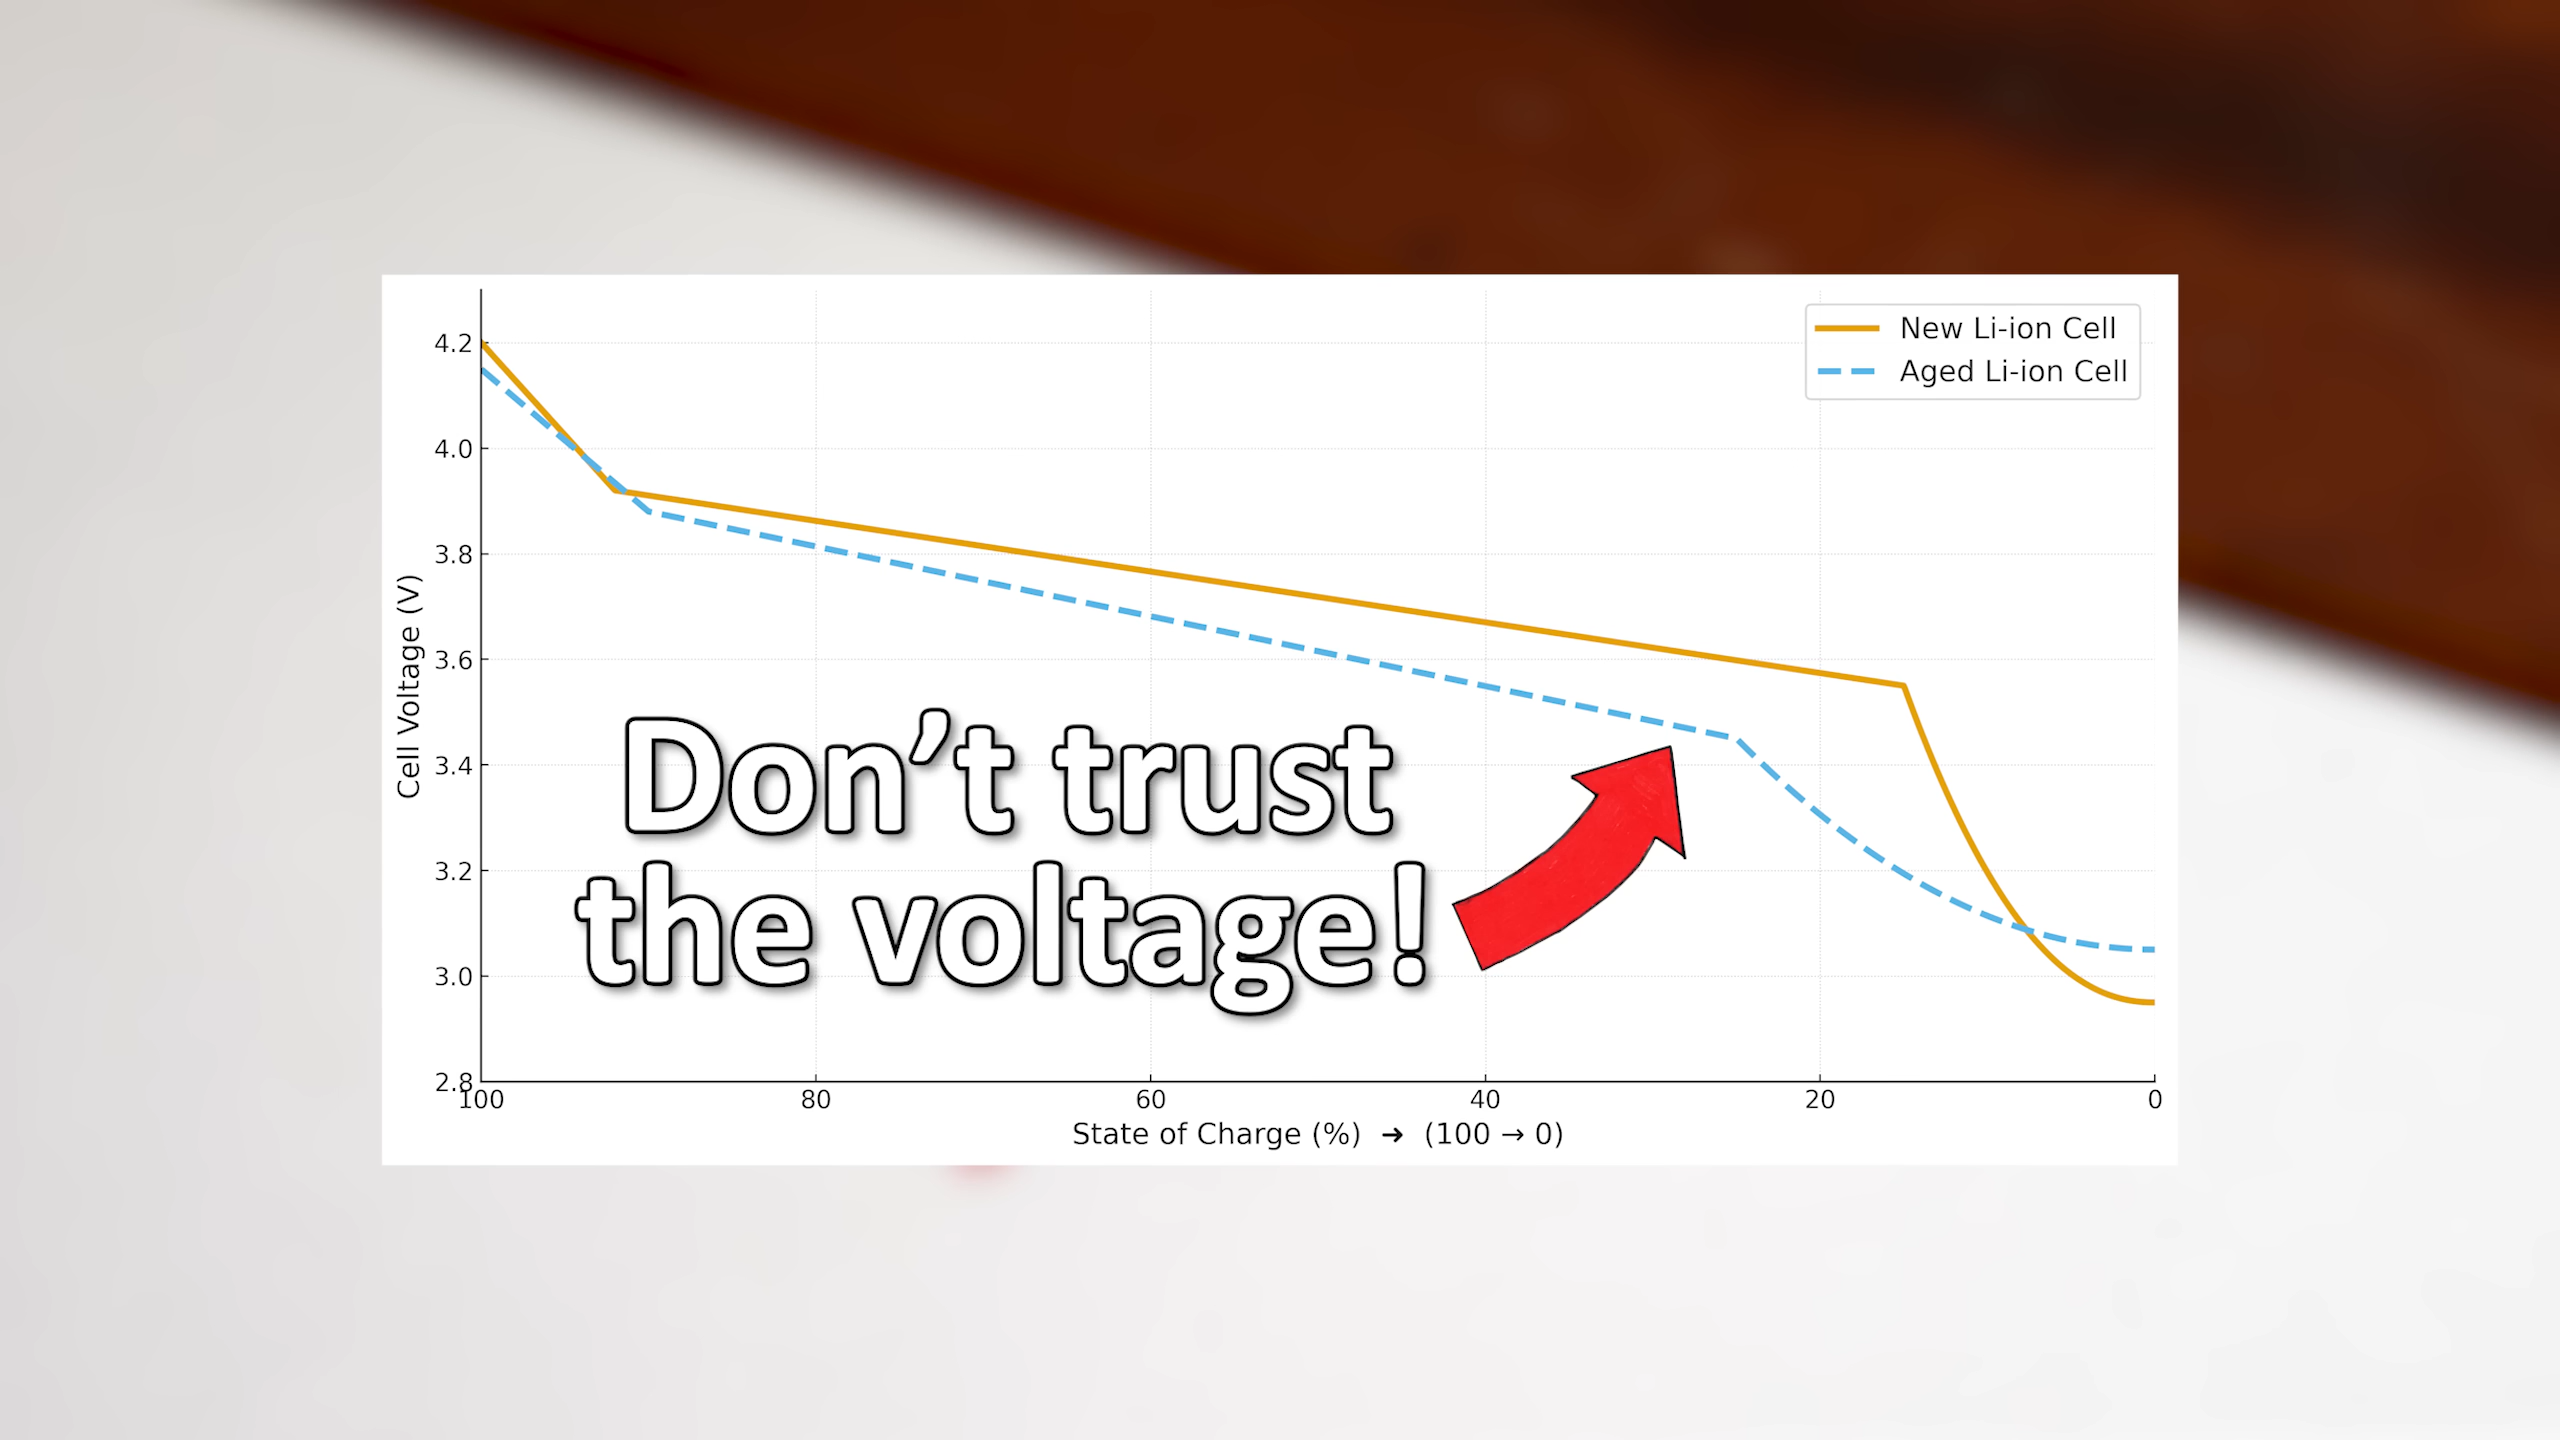 New Li-ion Cell
Aged Li-ion Cell
4.2
4.0
3.8
3.6
3.4
3.2
3.0
2.8
Cell Voltage (V)
Don’t trust
the voltage!
100 80 60 40 20 0
State of Charge (%) ➔ (100 → 0)